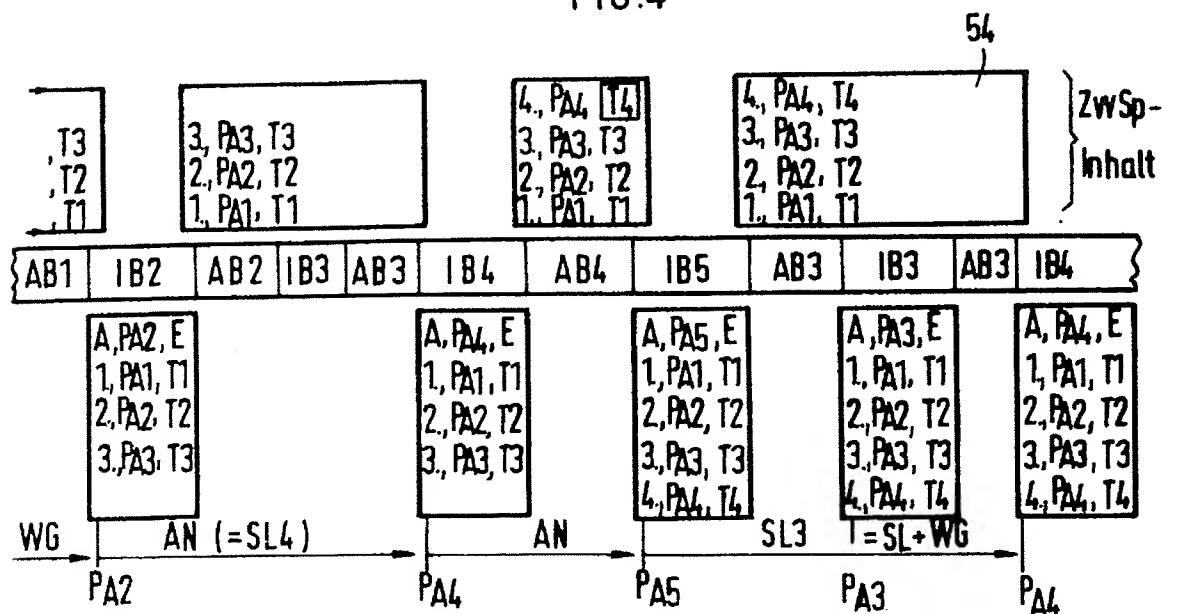 FIG.4
54
, T3
, T2
, T1
3., PA3, T3
2., PA2, T2
1., PA1, T1
4., PA4 T4
3., PA3, T3
2., PA2, T2
1., PA1, T1
4., PA4, T4
3., PA3, T3
2., PA2, T2
1., PA1, T1
ZwSp-
Inhalt
AB1 IB2 AB2 IB3 AB3 IB4 AB4 IB5 AB3 IB3 AB3 IB4
A, PA2, E
1., PA1, T1
2., PA2, T2
3., PA3, T3
A, PA4, E
1., PA1, T1
2., PA2, T2
3., PA3, T3
A, PA5, E
1., PA1, T1
2., PA2, T2
3., PA3, T3
4., PA4, T4
A, PA3, E
1., PA1, T1
2., PA2, T2
3., PA3, T3
4., PA4, T4
A, PA4, E
1., PA1, T1
2., PA2, T2
3., PA3, T3
4., PA4, T4
WG AN (=SL4) AN SL3 =SL+WG
PA2 PA4 PA5 PA3 PA4